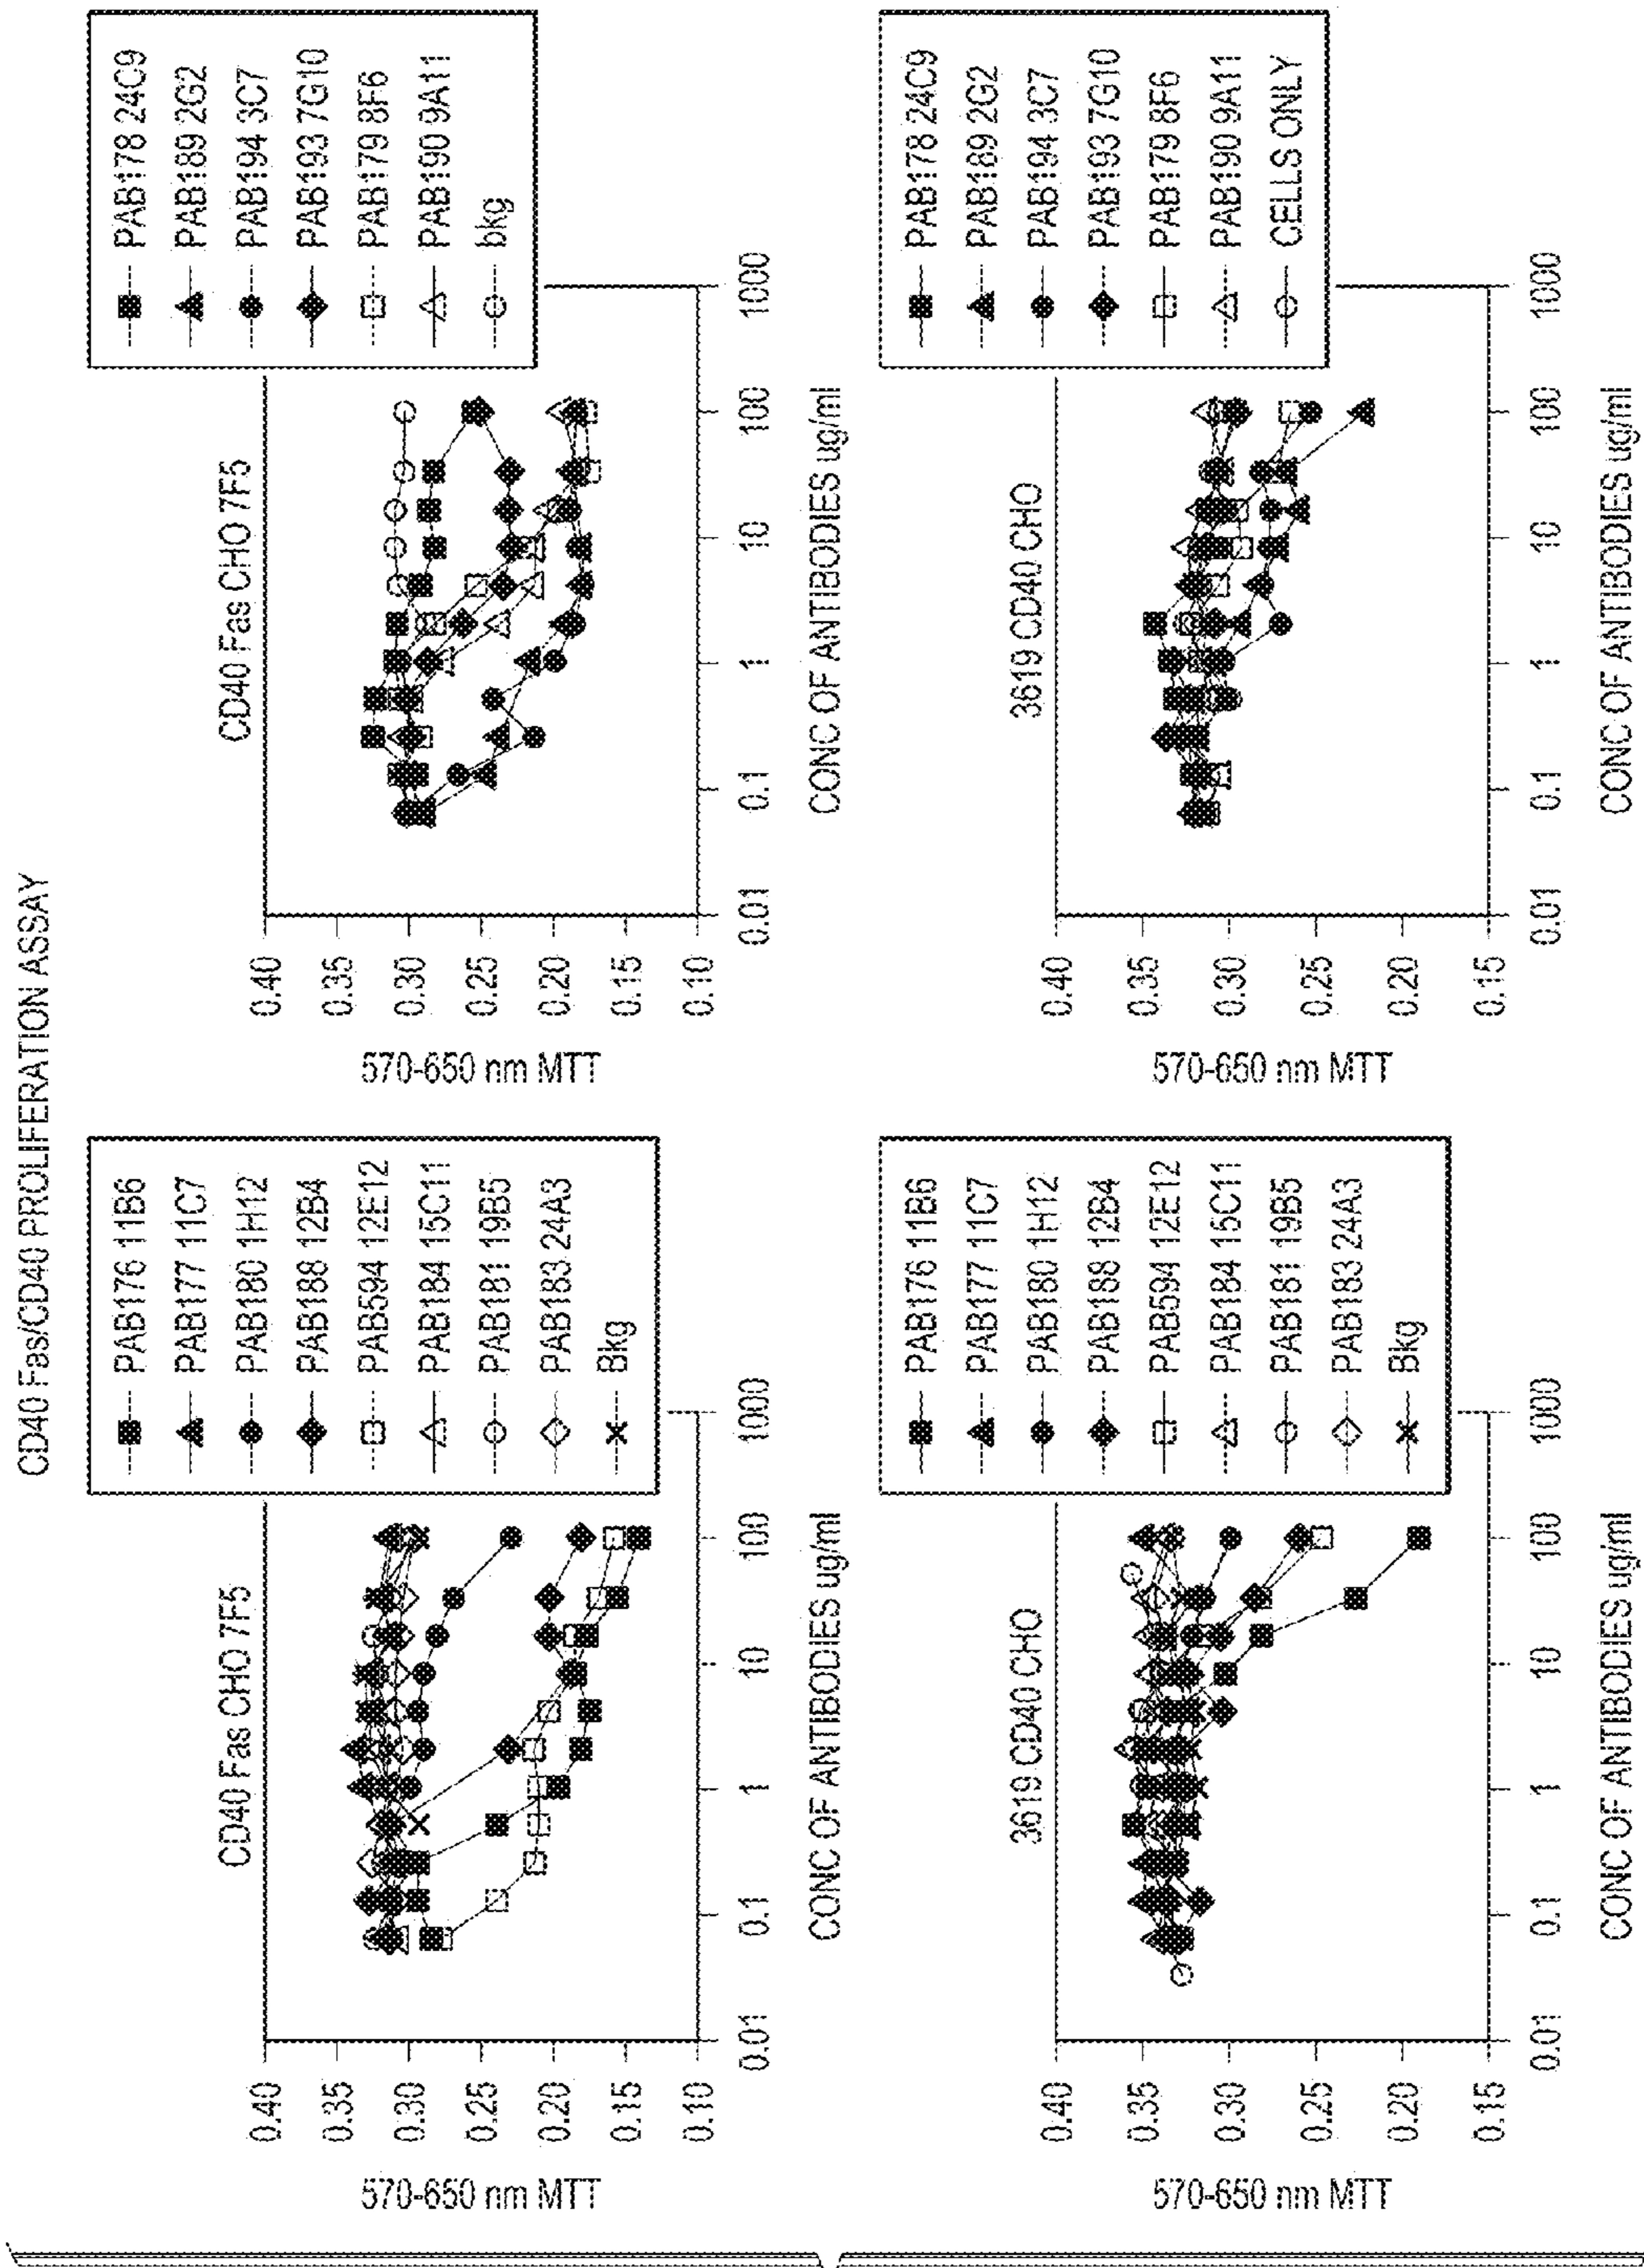 CD40 Fas/CD40 PROLIFERATION ASSAY
CD40 Fas CHO 7F5
570-650 nm MTT
0.40
0.35
0.30
0.25
0.20
0.15
0.10
0.01
0.1
1
10
100
1000
CONC OF ANTIBODIES ug/ml
PAB176 11B6
PAB177 11C7
PAB180 1H12
PAB188 12B4
PAB594 12E12
PAB184 15C11
PAB181 19B5
PAB183 24A3
Bkg
CD40 Fas CHO 7F5
570-650 nm MTT
0.40
0.35
0.30
0.25
0.20
0.15
0.10
0.01
0.1
1
10
100
1000
CONC OF ANTIBODIES ug/ml
PAB178 24C9
PAB189 2G2
PAB194 3C7
PAB193 7G10
PAB179 8F6
PAB190 9A11
bkg
3619 CD40 CHO
570-650 nm MTT
0.40
0.35
0.30
0.25
0.20
0.15
0.01
0.1
1
10
100
1000
CONC OF ANTIBODIES ug/ml
PAB176 11B6
PAB177 11C7
PAB180 1H12
PAB188 12B4
PAB594 12E12
PAB184 15C11
PAB181 19B5
PAB183 24A3
Bkg
3619 CD40 CHO
570-650 nm MTT
0.40
0.35
0.30
0.25
0.20
0.15
0.01
0.1
1
10
100
1000
CONC OF ANTIBODIES ug/ml
PAB178 24C9
PAB189 2G2
PAB194 3C7
PAB193 7G10
PAB179 8F6
PAB190 9A11
CELLS ONLY